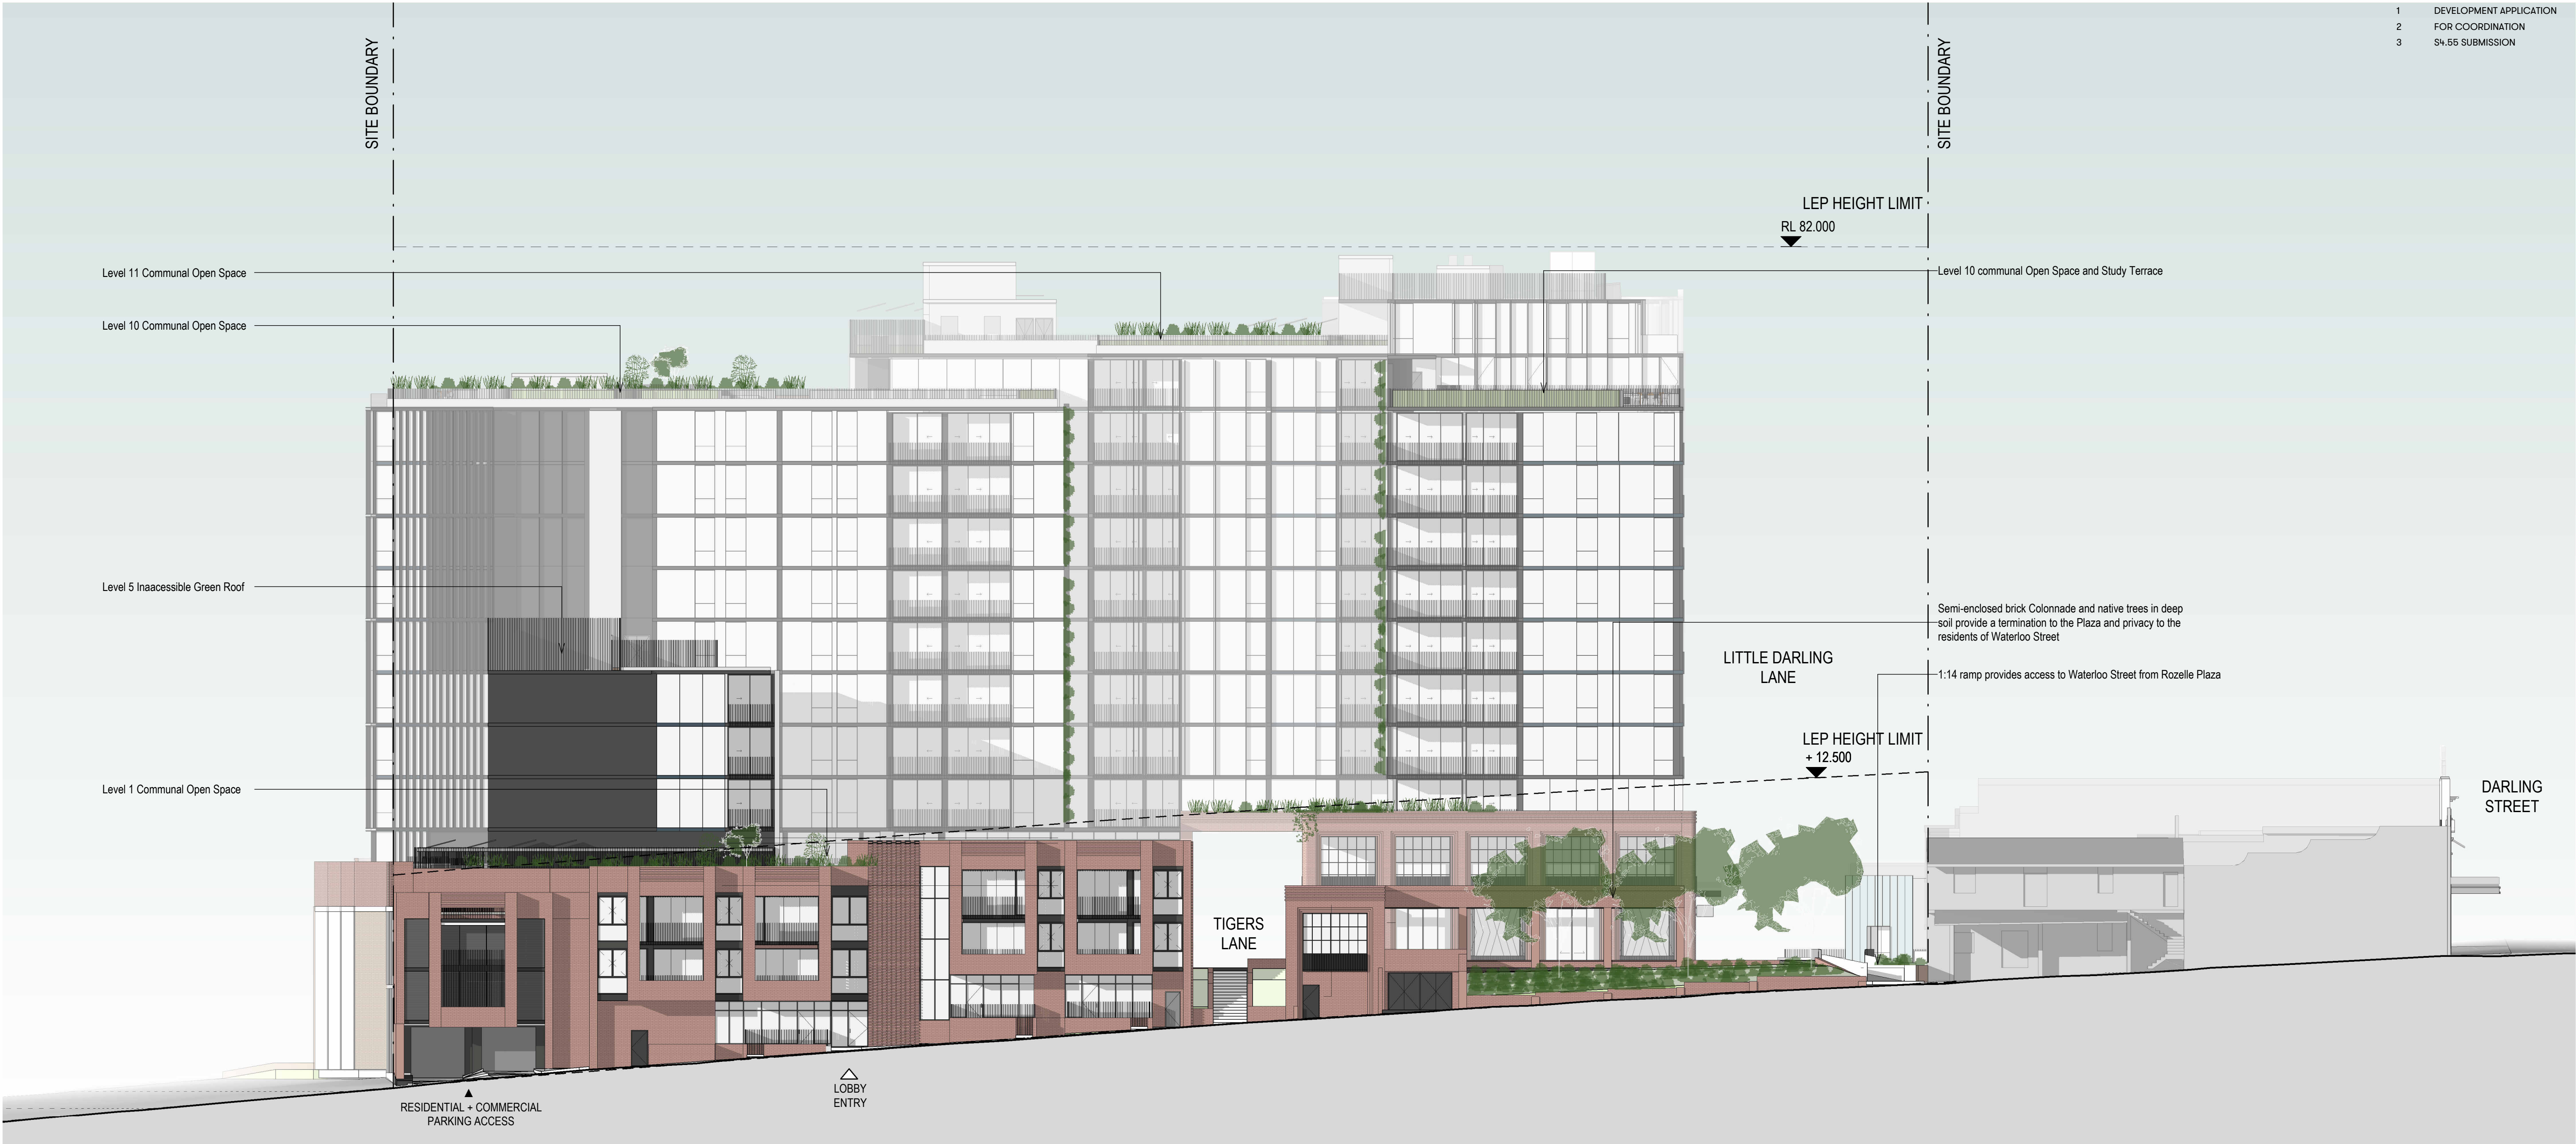 1 DEVELOPMENT APPLICATION
2 FOR COORDINATION
3 S4.55 SUBMISSION
SITE BOUNDARY
SITE BOUNDARY
LEP HEIGHT LIMIT
RL 82.000
Level 11 Communal Open Space
Level 10 communal Open Space and Study Terrace
Level 10 Communal Open Space
Level 5 Inaacessible Green Roof
Semi-enclosed brick Colonnade and native trees in deep
soil provide a termination to the Plaza and privacy to the
residents of Waterloo Street
LITTLE DARLING
LANE
1:14 ramp provides access to Waterloo Street from Rozelle Plaza
LEP HEIGHT LIMIT
+ 12.500
Level 1 Communal Open Space
DARLING
STREET
TIGERS
LANE
LOBBY
ENTRY
RESIDENTIAL + COMMERCIAL
PARKING ACCESS